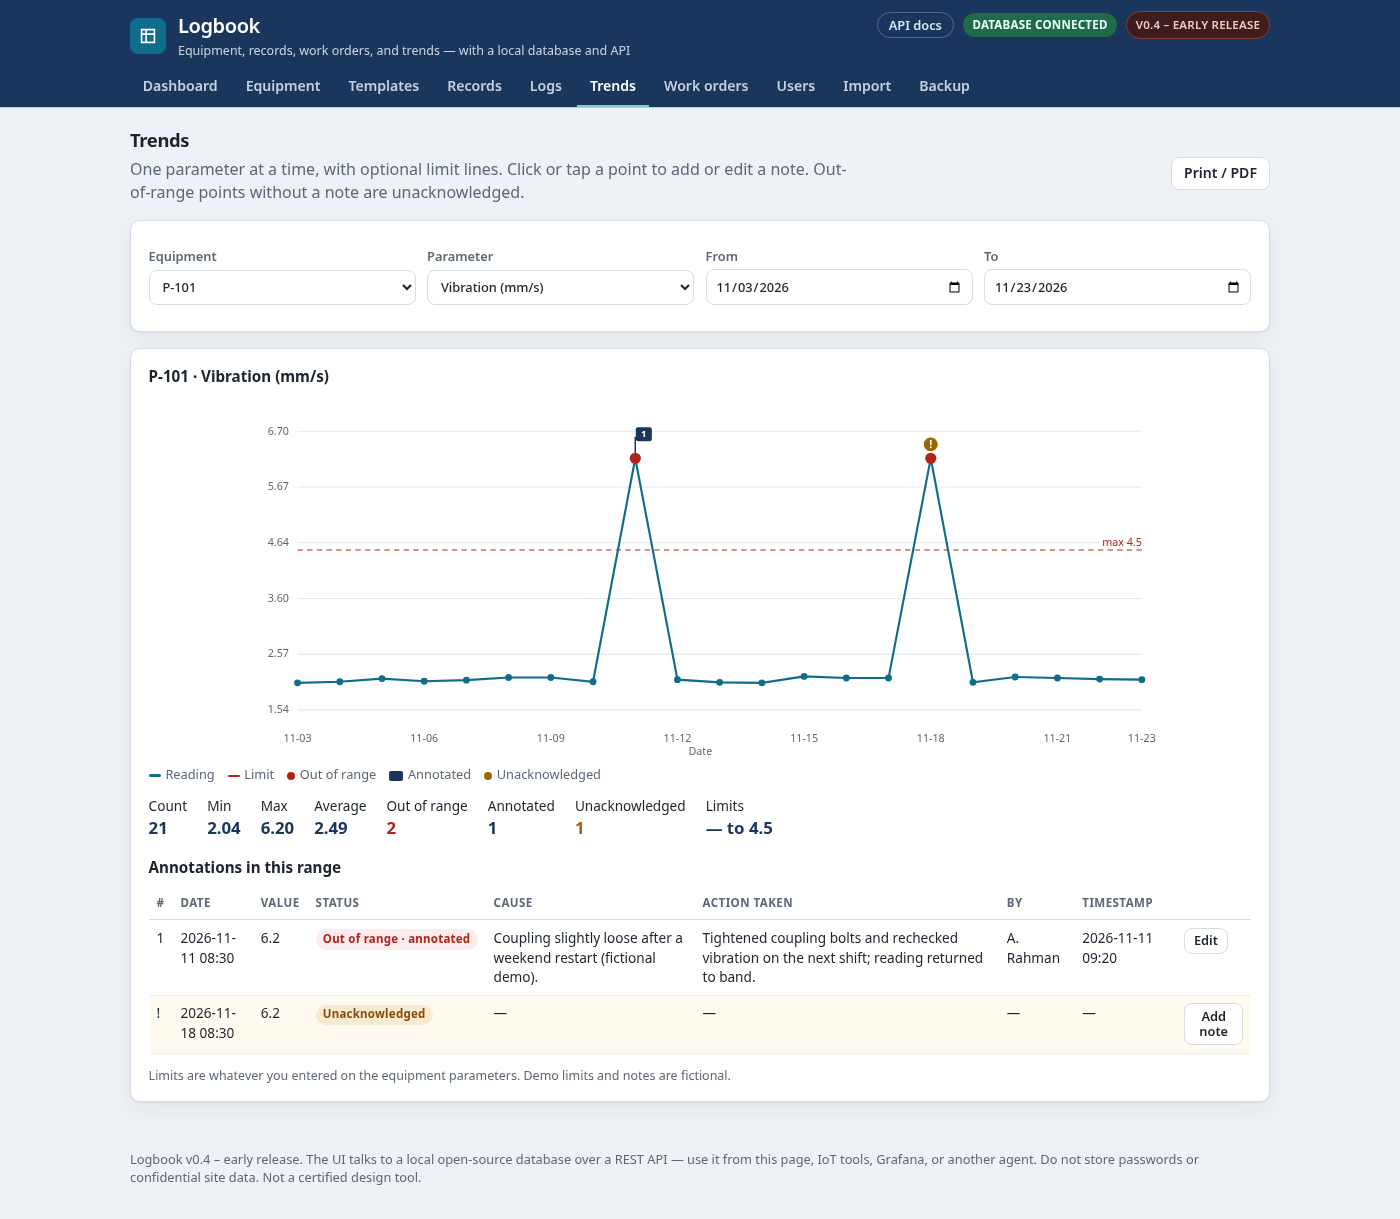 Logbook
Equipment, records, work orders, and trends — with a local database and API
API docs
DATABASE CONNECTED
V0.4 – EARLY RELEASE
Dashboard
Equipment
Templates
Records
Logs
Trends
Work orders
Users
Import
Backup
Trends
One parameter at a time, with optional limit lines. Click or tap a point to add or edit a note. Out-
of-range points without a note are unacknowledged.
Print / PDF
Equipment
Parameter
From
To
P-101
Vibration (mm/s)
11/03/2026
11/23/2026
P-101 · Vibration (mm/s)
6.70
5.67
4.64
3.60
2.57
1.54
1
!
max 4.5
11-03
11-06
11-09
11-12
11-15
11-18
11-21
11-23
Date
Reading
Limit
Out of range
Annotated
Unacknowledged
Count
Min
Max
Average
Out of range
Annotated
Unacknowledged
Limits
21
2.04
6.20
2.49
2
1
1
— to 4.5
Annotations in this range
#
DATE
VALUE
STATUS
CAUSE
ACTION TAKEN
BY
TIMESTAMP
1
2026-11-
11 08:30
6.2
Out of range · annotated
Coupling slightly loose after a
weekend restart (fictional
demo).
Tightened coupling bolts and rechecked
vibration on the next shift; reading returned
to band.
A.
Rahman
2026-11-11
09:20
Edit
!
2026-11-
18 08:30
6.2
Unacknowledged
—
—
—
—
Add
note
Limits are whatever you entered on the equipment parameters. Demo limits and notes are fictional.
Logbook v0.4 – early release. The UI talks to a local open-source database over a REST API — use it from this page, IoT tools, Grafana, or another agent. Do not store passwords or
confidential site data. Not a certified design tool.